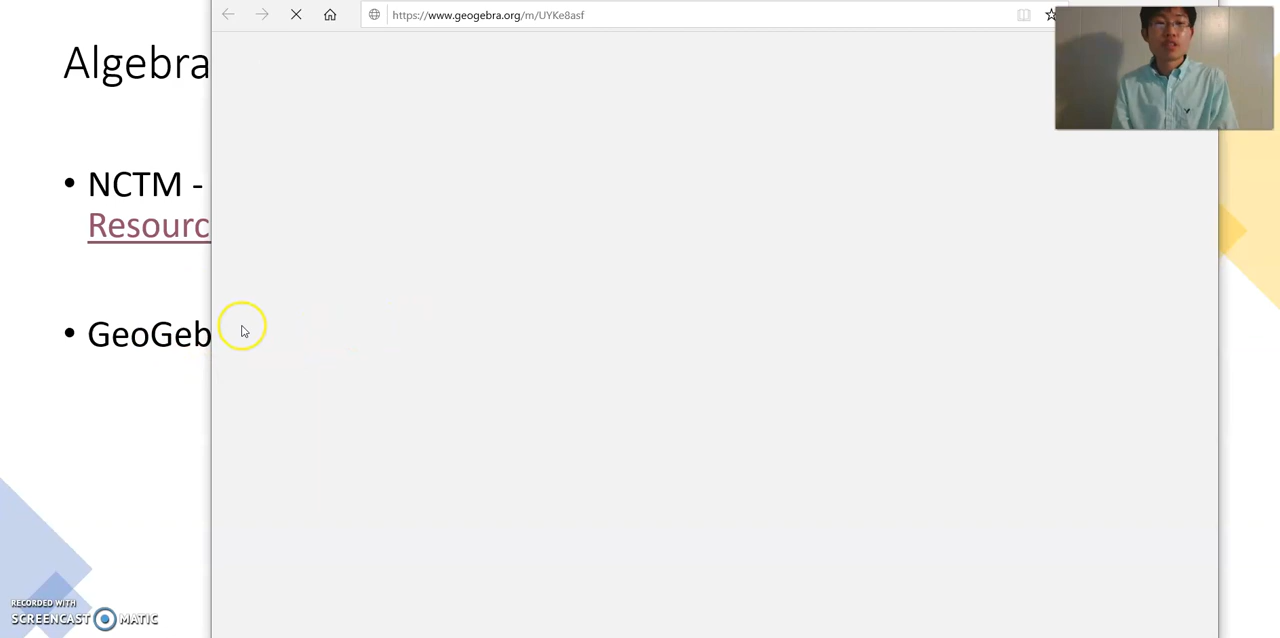 https://www.geogebra.org/m/UYKe8asf
Algebra
• NCTM -
Resourc
• GeoGeb
RECORDED WITH
SCREENCAST MATIC